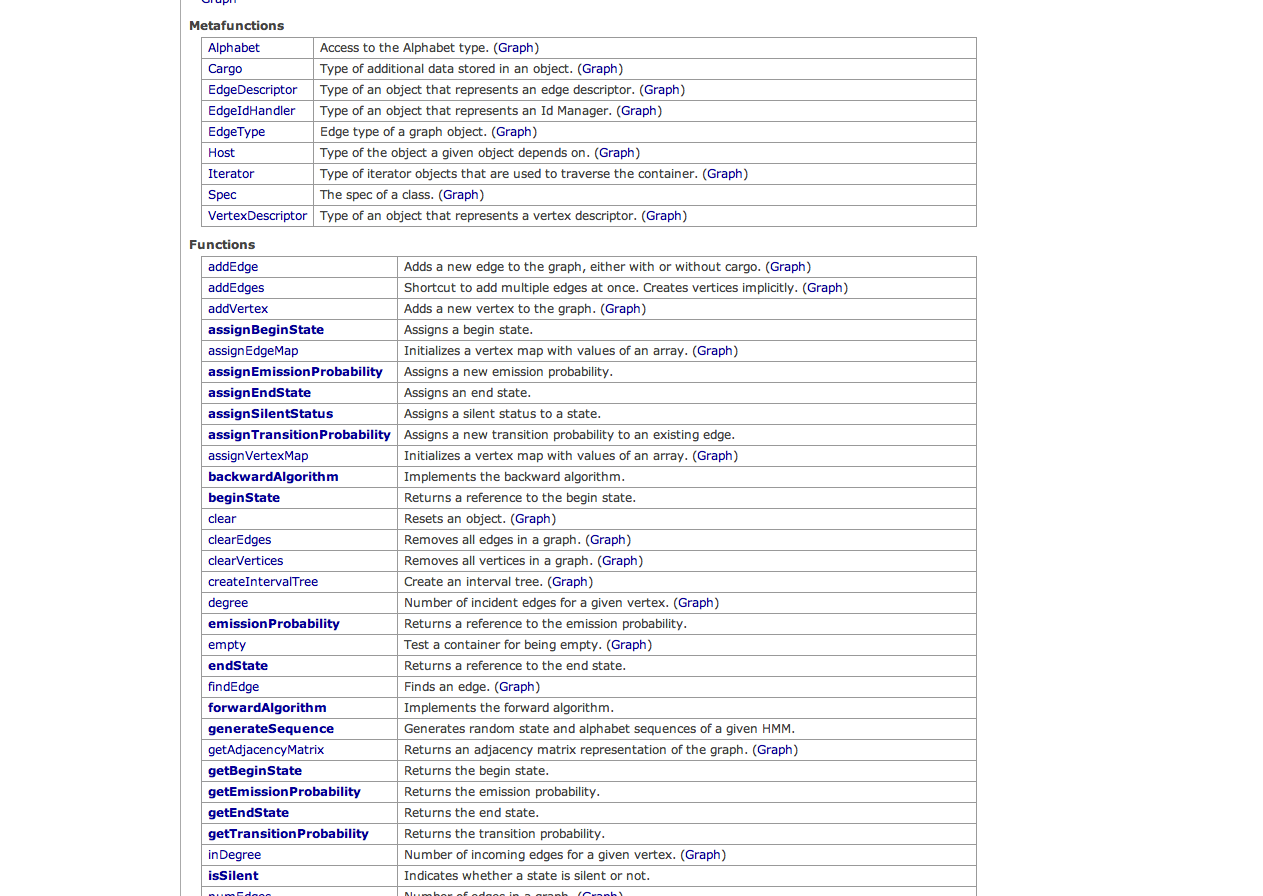 Graph
Metafunctions
Alphabet Access to the Alphabet type. (Graph)
Cargo Type of additional data stored in an object. (Graph)
EdgeDescriptor Type of an object that represents an edge descriptor. (Graph)
EdgeIdHandler Type of an object that represents an Id Manager. (Graph)
EdgeType Edge type of a graph object. (Graph)
Host Type of the object a given object depends on. (Graph)
Iterator Type of iterator objects that are used to traverse the container. (Graph)
Spec The spec of a class. (Graph)
VertexDescriptor Type of an object that represents a vertex descriptor. (Graph)
Functions
addEdge Adds a new edge to the graph, either with or without cargo. (Graph)
addEdges Shortcut to add multiple edges at once. Creates vertices implicitly. (Graph)
addVertex Adds a new vertex to the graph. (Graph)
assignBeginState Assigns a begin state.
assignEdgeMap Initializes a vertex map with values of an array. (Graph)
assignEmissionProbability Assigns a new emission probability.
assignEndState Assigns an end state.
assignSilentStatus Assigns a silent status to a state.
assignTransitionProbability Assigns a new transition probability to an existing edge.
assignVertexMap Initializes a vertex map with values of an array. (Graph)
backwardAlgorithm Implements the backward algorithm.
beginState Returns a reference to the begin state.
clear Resets an object. (Graph)
clearEdges Removes all edges in a graph. (Graph)
clearVertices Removes all vertices in a graph. (Graph)
createIntervalTree Create an interval tree. (Graph)
degree Number of incident edges for a given vertex. (Graph)
emissionProbability Returns a reference to the emission probability.
empty Test a container for being empty. (Graph)
endState Returns a reference to the end state.
findEdge Finds an edge. (Graph)
forwardAlgorithm Implements the forward algorithm.
generateSequence Generates random state and alphabet sequences of a given HMM.
getAdjacencyMatrix Returns an adjacency matrix representation of the graph. (Graph)
getBeginState Returns the begin state.
getEmissionProbability Returns the emission probability.
getEndState Returns the end state.
getTransitionProbability Returns the transition probability.
inDegree Number of incoming edges for a given vertex. (Graph)
isSilent Indicates whether a state is silent or not.
numEdges Number of edges in a graph. (Graph)